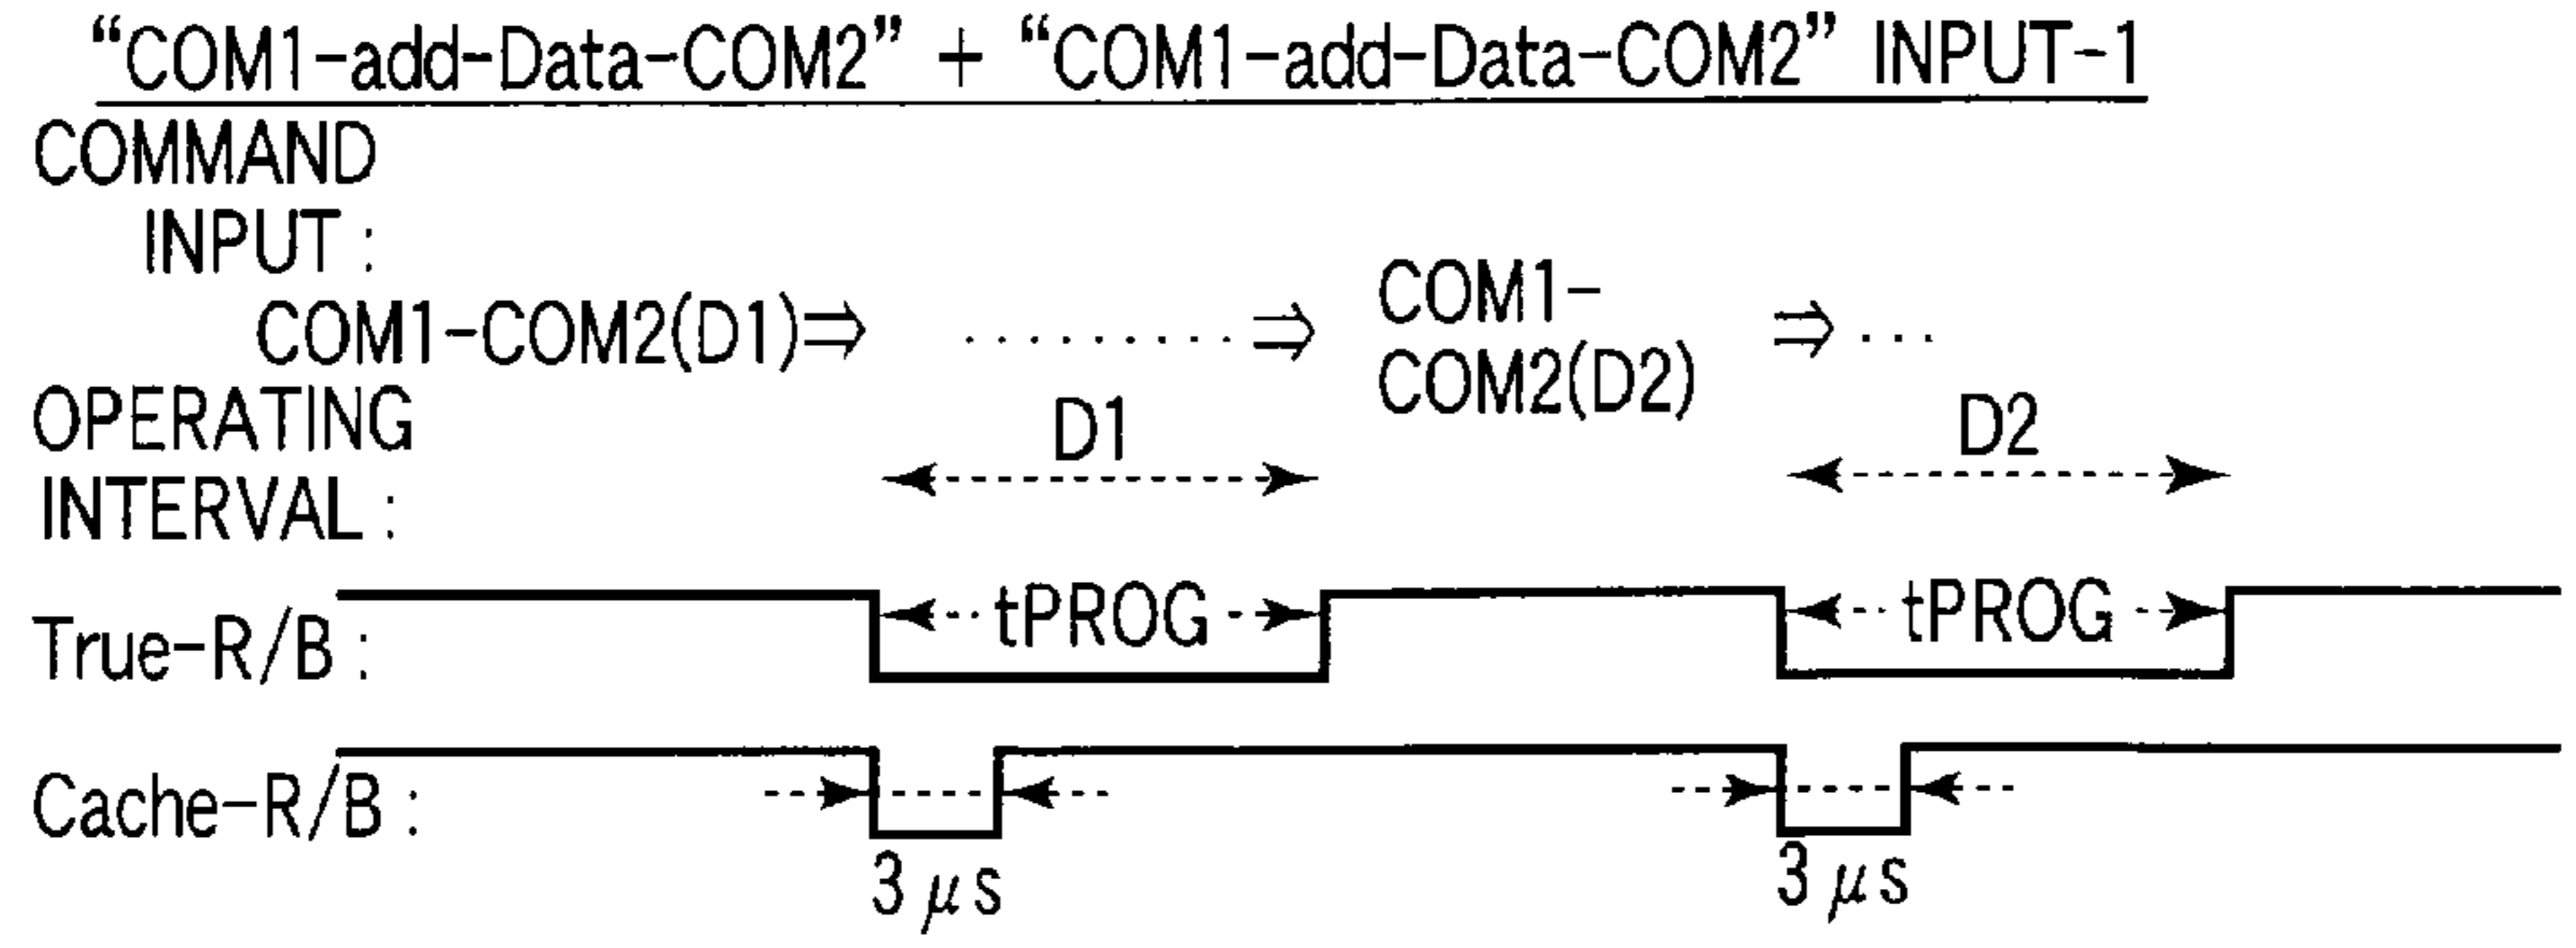 “COM1-add-Data-COM2” + “COM1-add-Data-COM2” INPUT-1
COMMAND
INPUT :
COM1-COM2(D1)⇒ ..........⇒ COM1-
COM2(D2) ⇒ ...
OPERATING
INTERVAL :
D1 D2
True-R/B : tPROG tPROG
Cache-R/B :
3 μs 3 μs